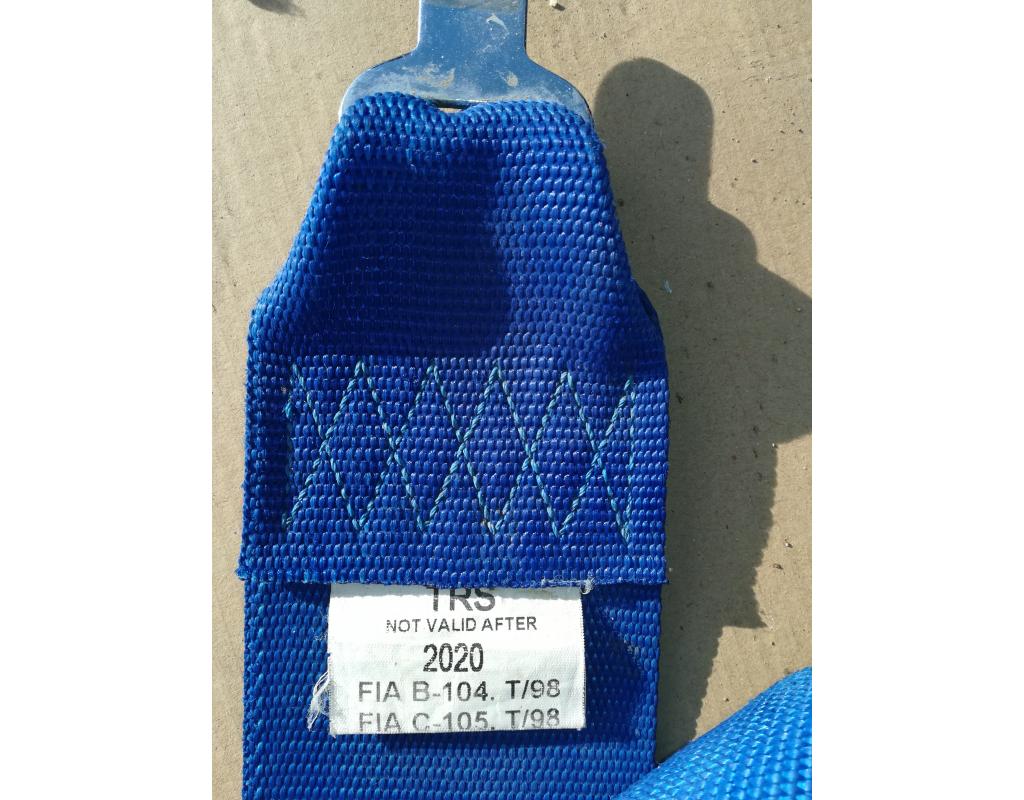 TRS
NOT VALID AFTER
2020
FIA B-104. T/98
FIA C-105. T/98